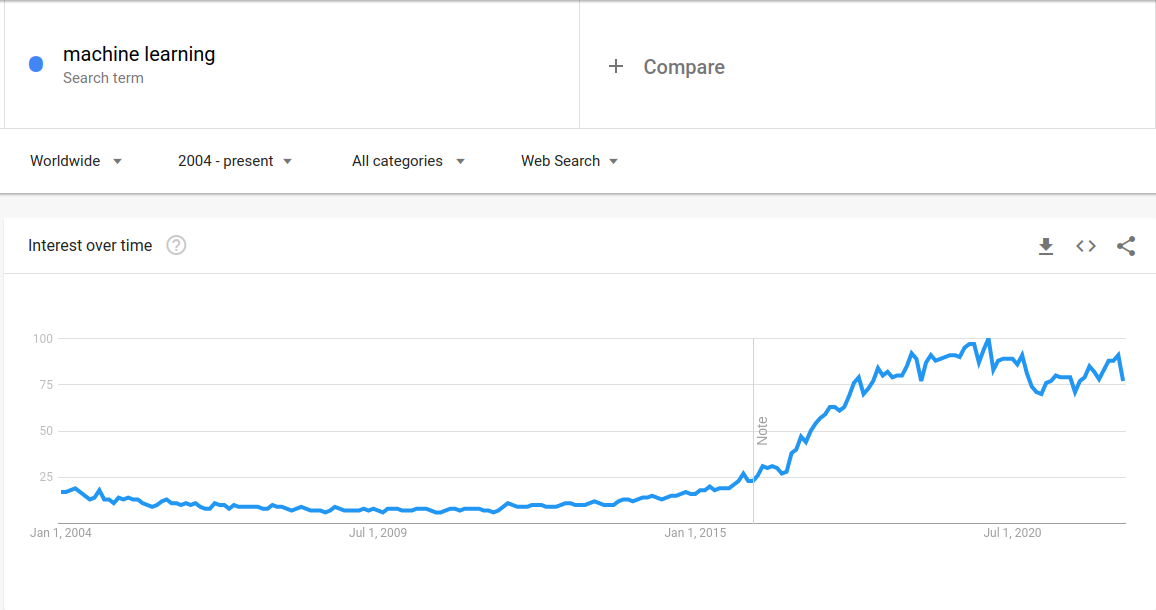 machine learning
Search term
+ Compare
Worldwide
2004 - present
All categories
Web Search
Interest over time ?
100
75
50
25
Note
Jan 1, 2004
Jul 1, 2009
Jan 1, 2015
Jul 1, 2020